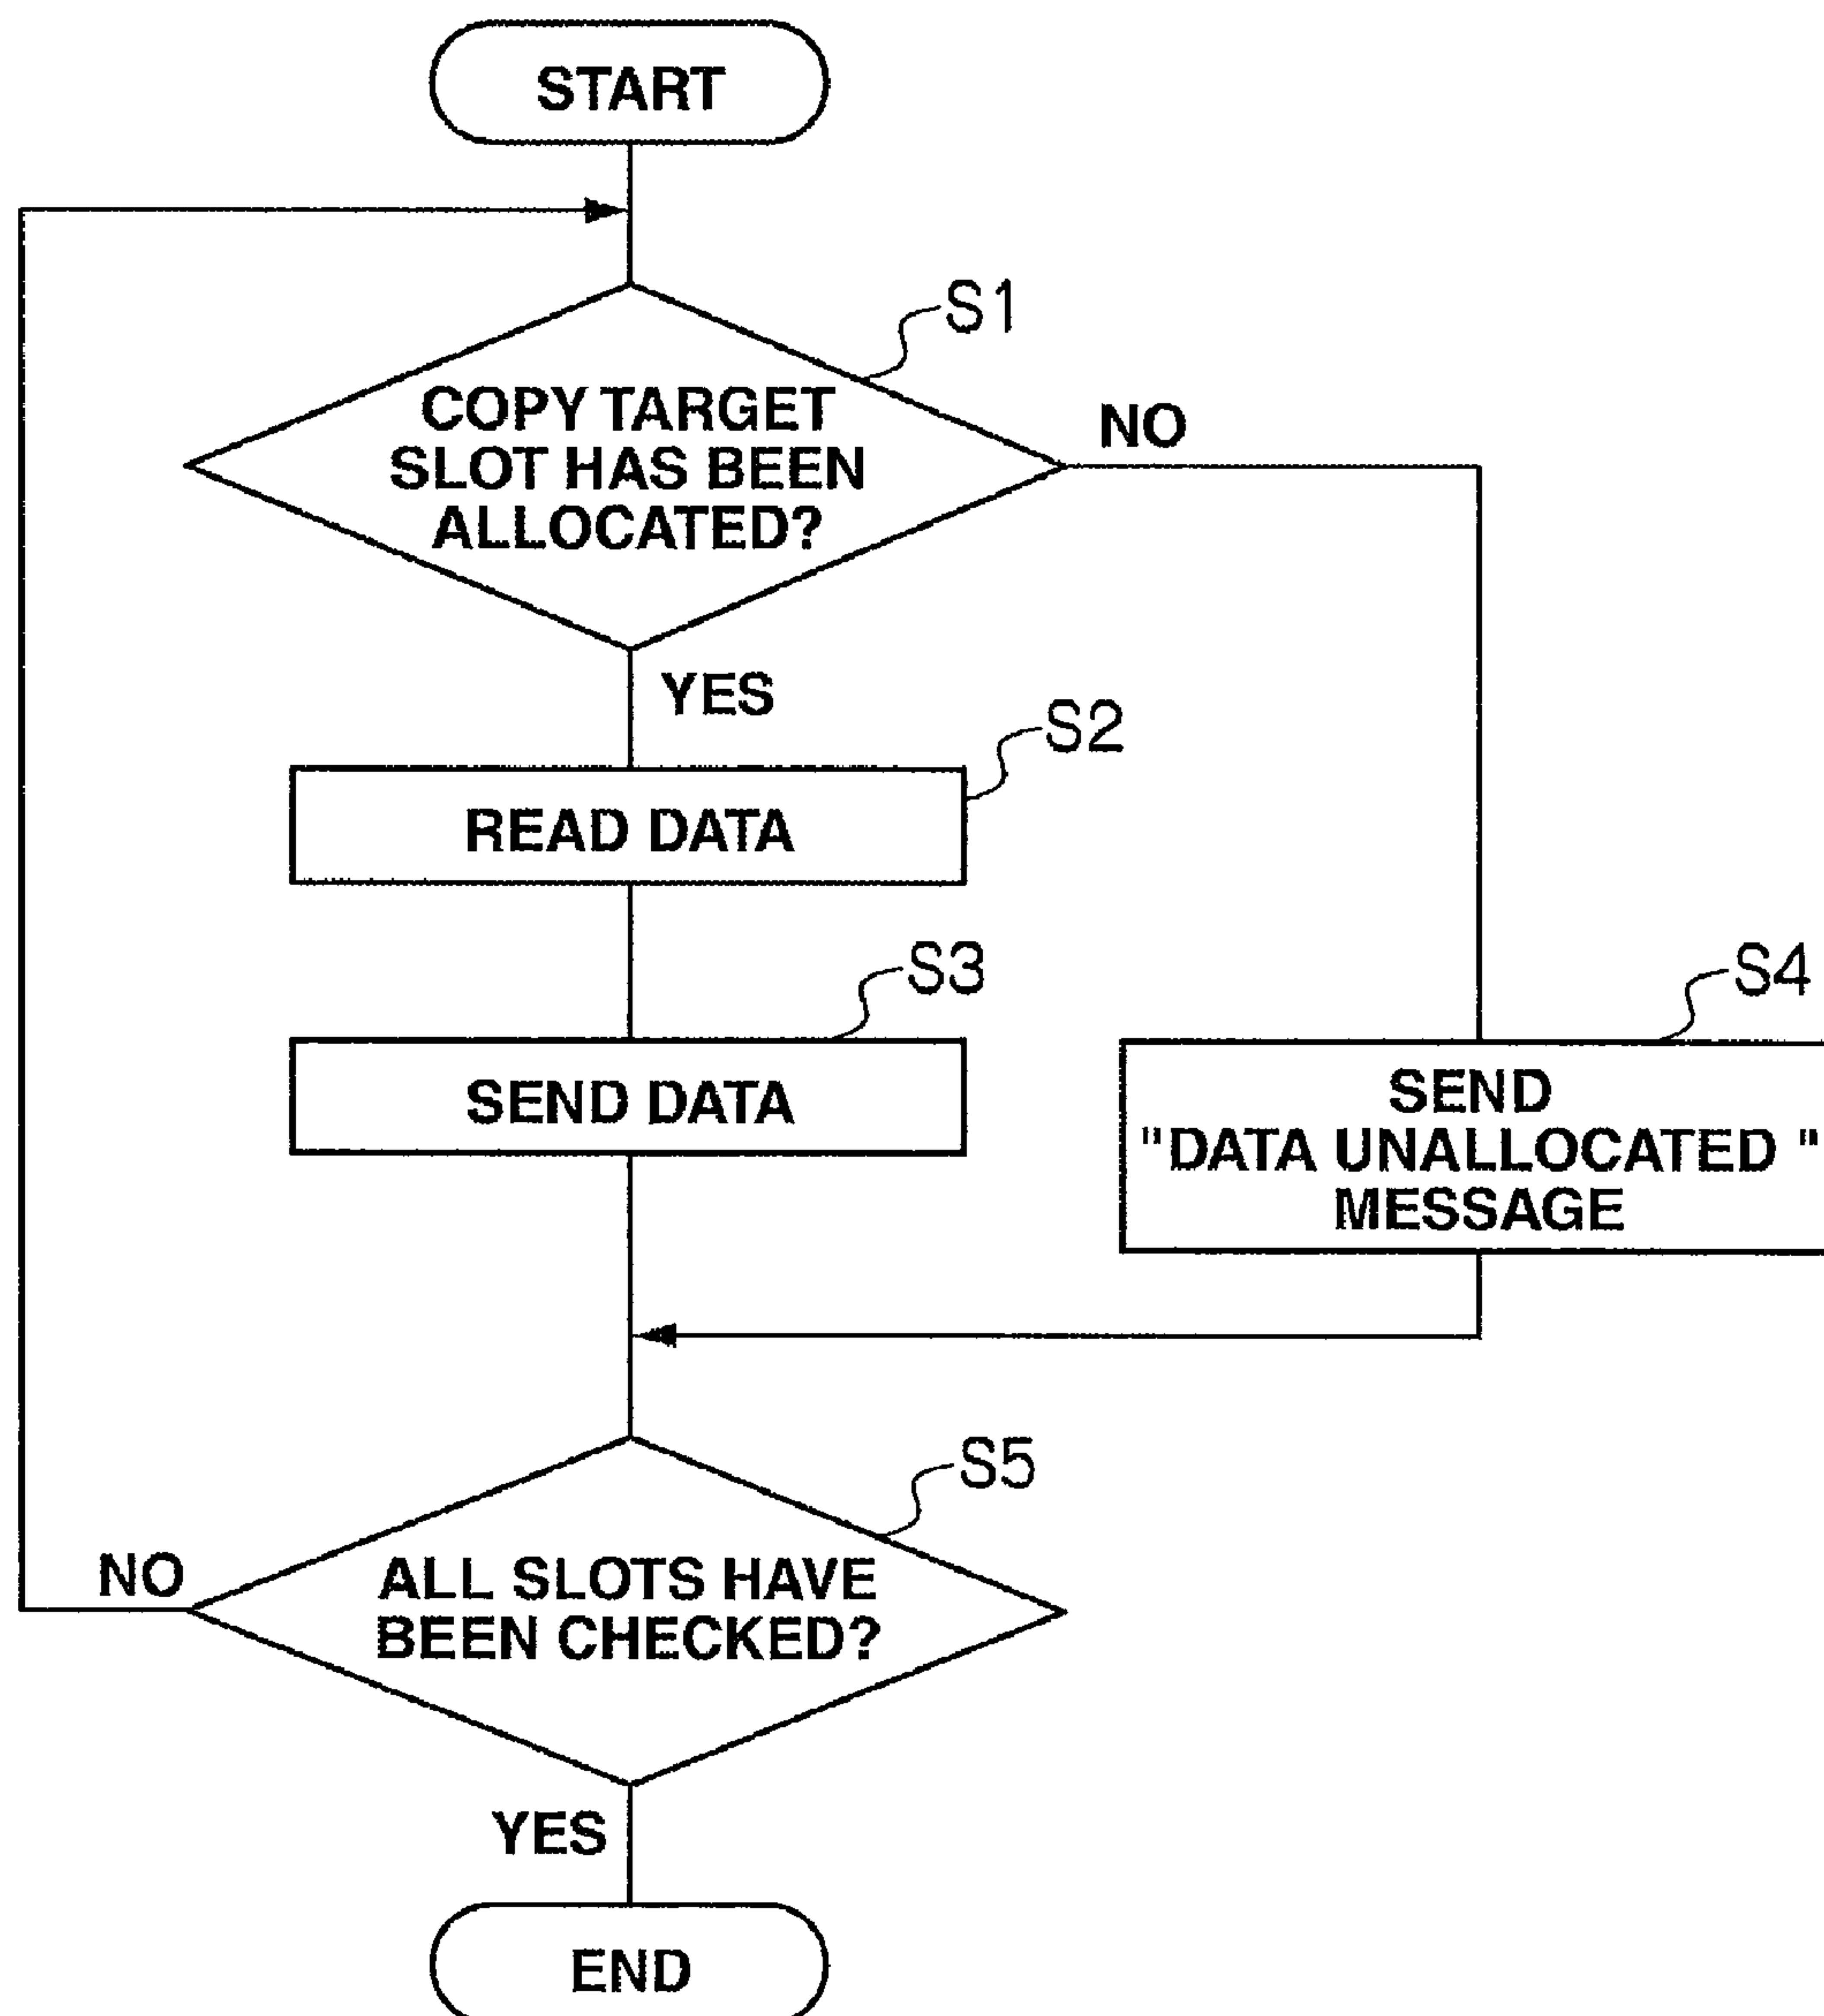 START
S1
COPY TARGET
SLOT HAS BEEN
ALLOCATED?
NO
YES
S2
READ DATA
S3
SEND DATA
S4
SEND
"DATA UNALLOCATED "
MESSAGE
S5
ALL SLOTS HAVE
BEEN CHECKED?
NO
YES
END